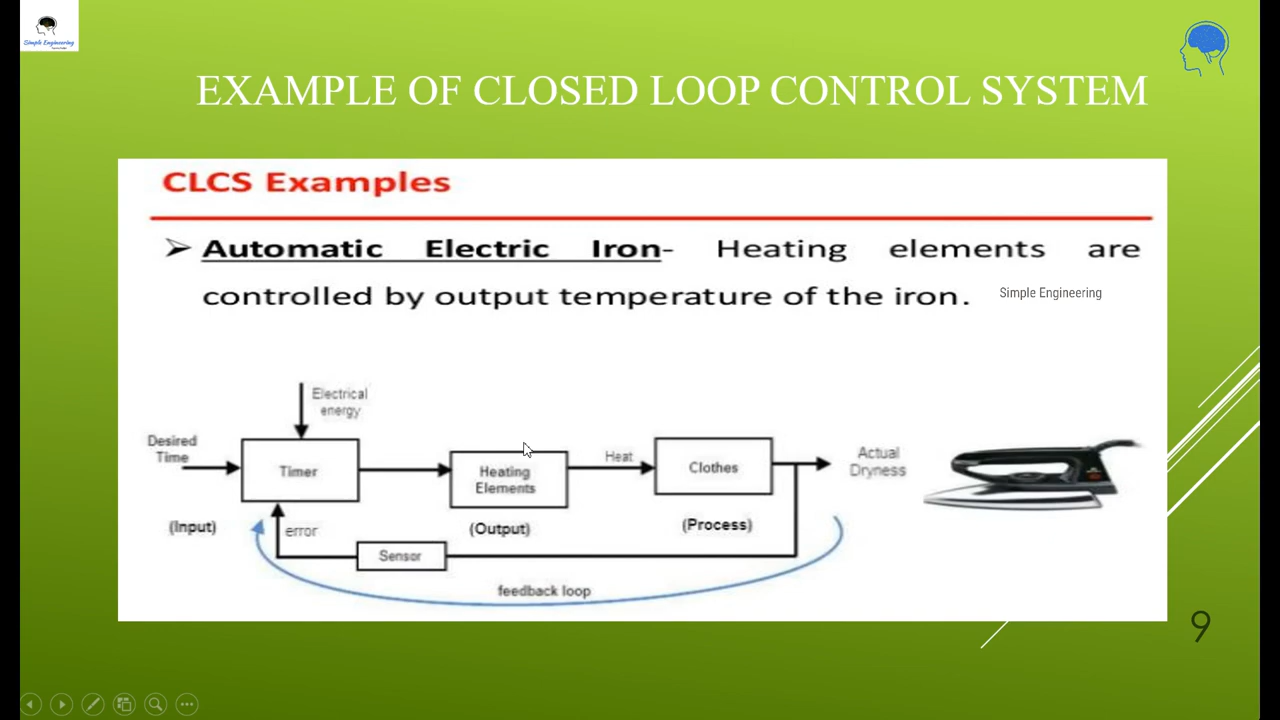 Simple Engineering
EXAMPLE OF CLOSED LOOP CONTROL SYSTEM
CLCS Examples
Automatic Electric Iron- Heating elements are
controlled by output temperature of the iron.
Simple Engineering
Electrical
energy
Desired
Time
Timer
Heating
Elements
Heat
Clothes
Actual
Dryness
(Input)
error
(Output)
(Process)
Sensor
feedback loop
9